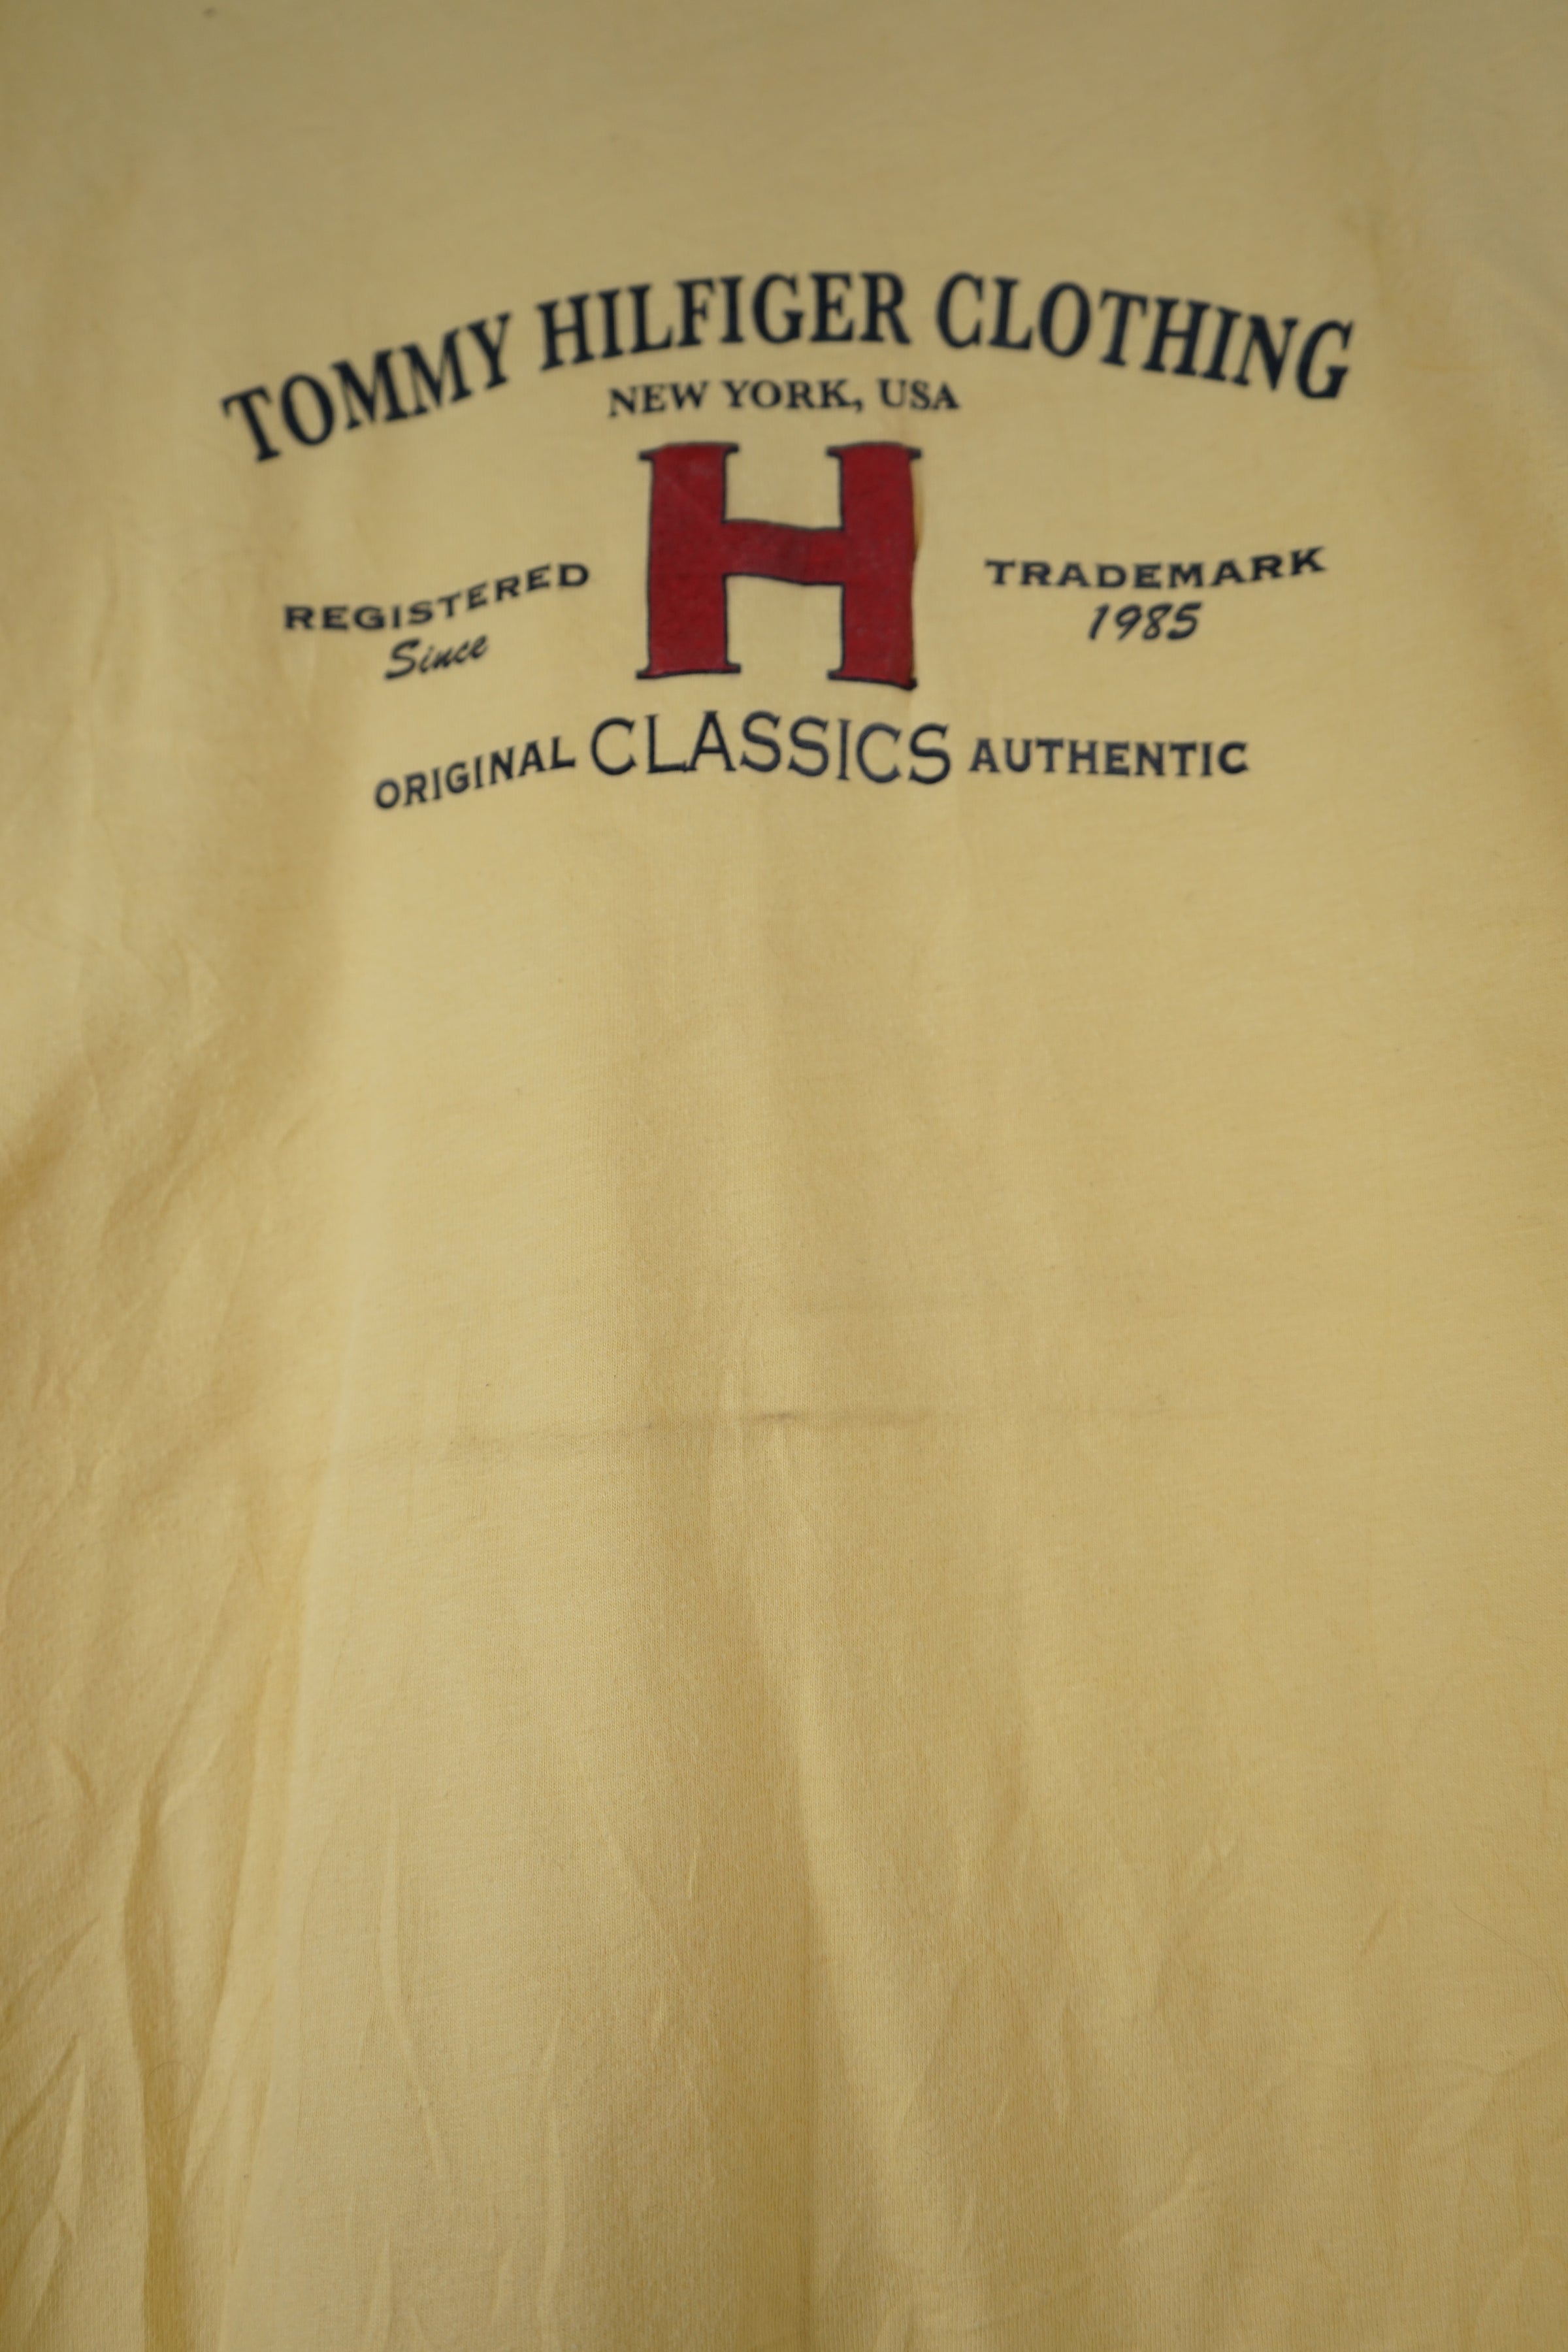 TOMMY HILFIGER CLOTHING
NEW YORK, USA
H
REGISTERED TRADEMARK
Since 1985
ORIGINAL CLASSICS AUTHENTIC